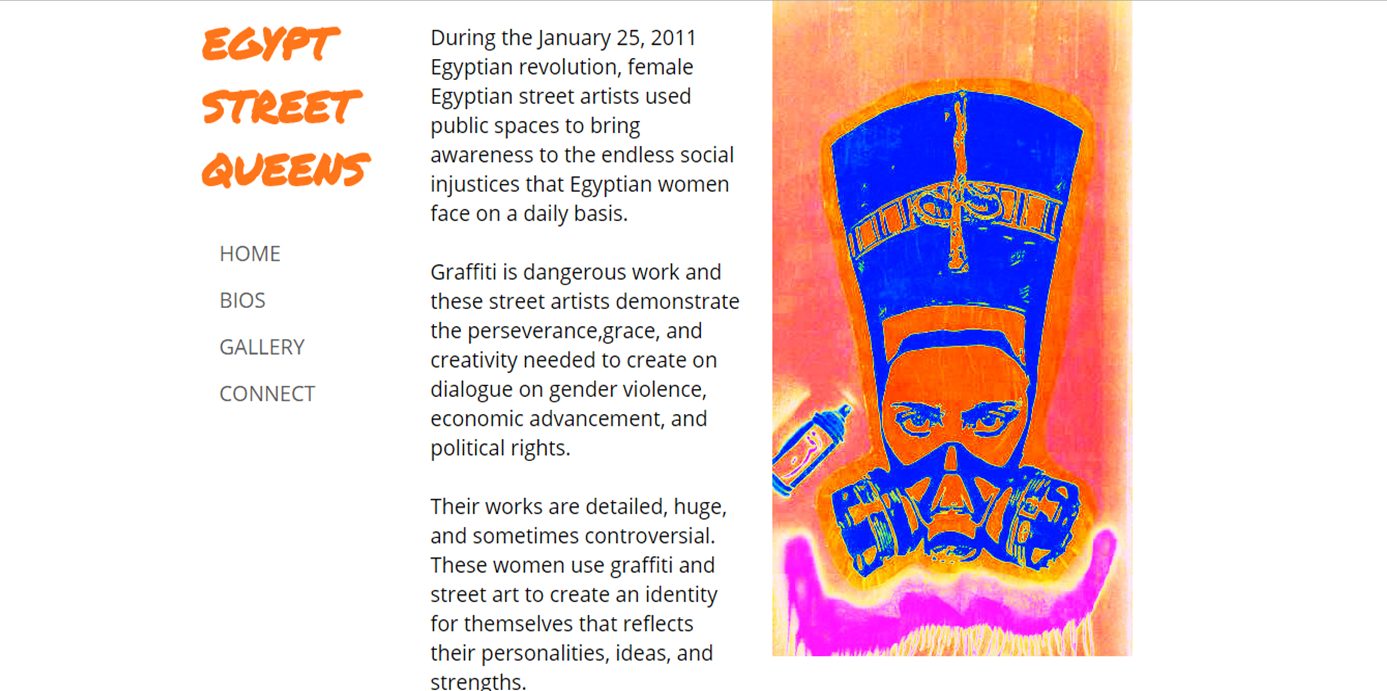 EGYPT
STREET
QUEENS
HOME
BIOS
GALLERY
CONNECT
During the January 25, 2011
Egyptian revolution, female
Egyptian street artists used
public spaces to bring
awareness to the endless social
injustices that Egyptian women
face on a daily basis.
Graffiti is dangerous work and
these street artists demonstrate
the perseverance,grace, and
creativity needed to create on
dialogue on gender violence,
economic advancement, and
political rights.
Their works are detailed, huge,
and sometimes controversial.
These women use graffiti and
street art to create an identity
for themselves that reflects
their personalities, ideas, and
strengths.